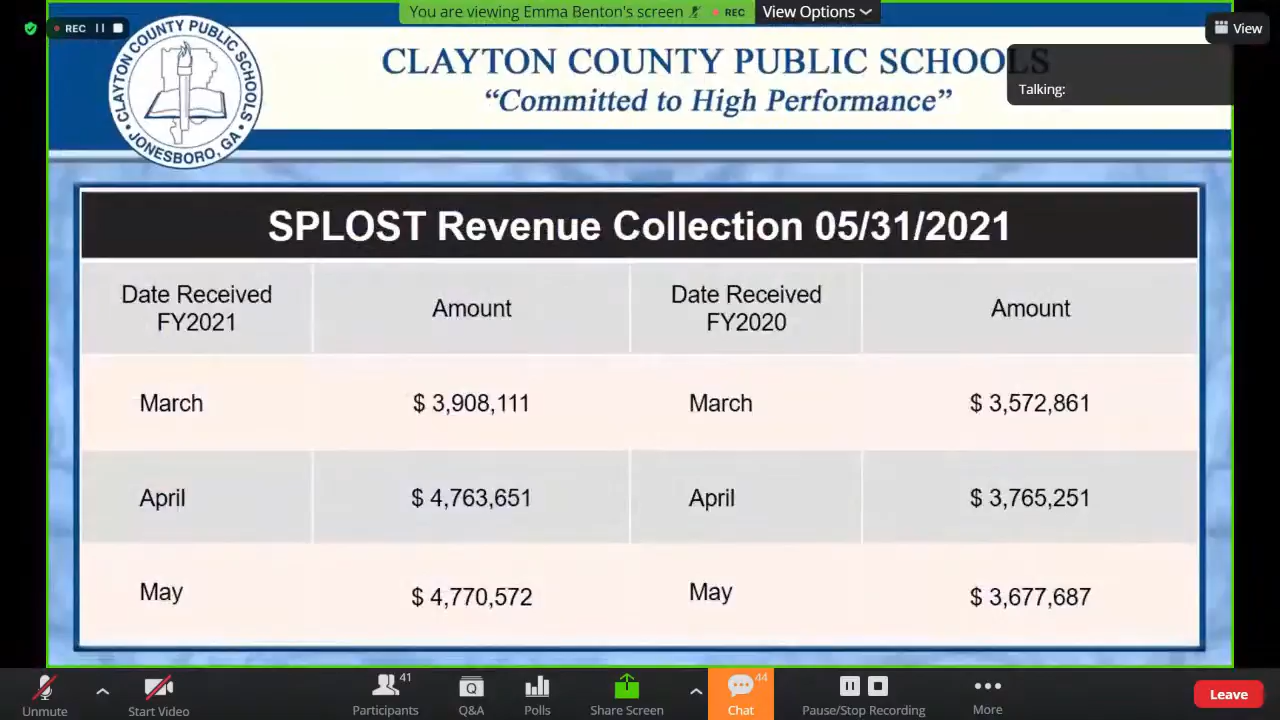 You are viewing Emma Benton's screen REC View Options
REC
View
CLAYTON COUNTY PUBLIC SCHOOLS
JONESBORO, GA
CLAYTON COUNTY PUBLIC SCHOOLS
"Committed to High Performance"
Talking:
SPLOST Revenue Collection 05/31/2021
Date Received FY2021 Amount Date Received FY2020 Amount
March $ 3,908,111 March $ 3,572,861
April $ 4,763,651 April $ 3,765,251
May $ 4,770,572 May $ 3,677,687
41 Q 44
Unmute Start Video Participants Q&A Polls Share Screen Chat Pause/Stop Recording More Leave